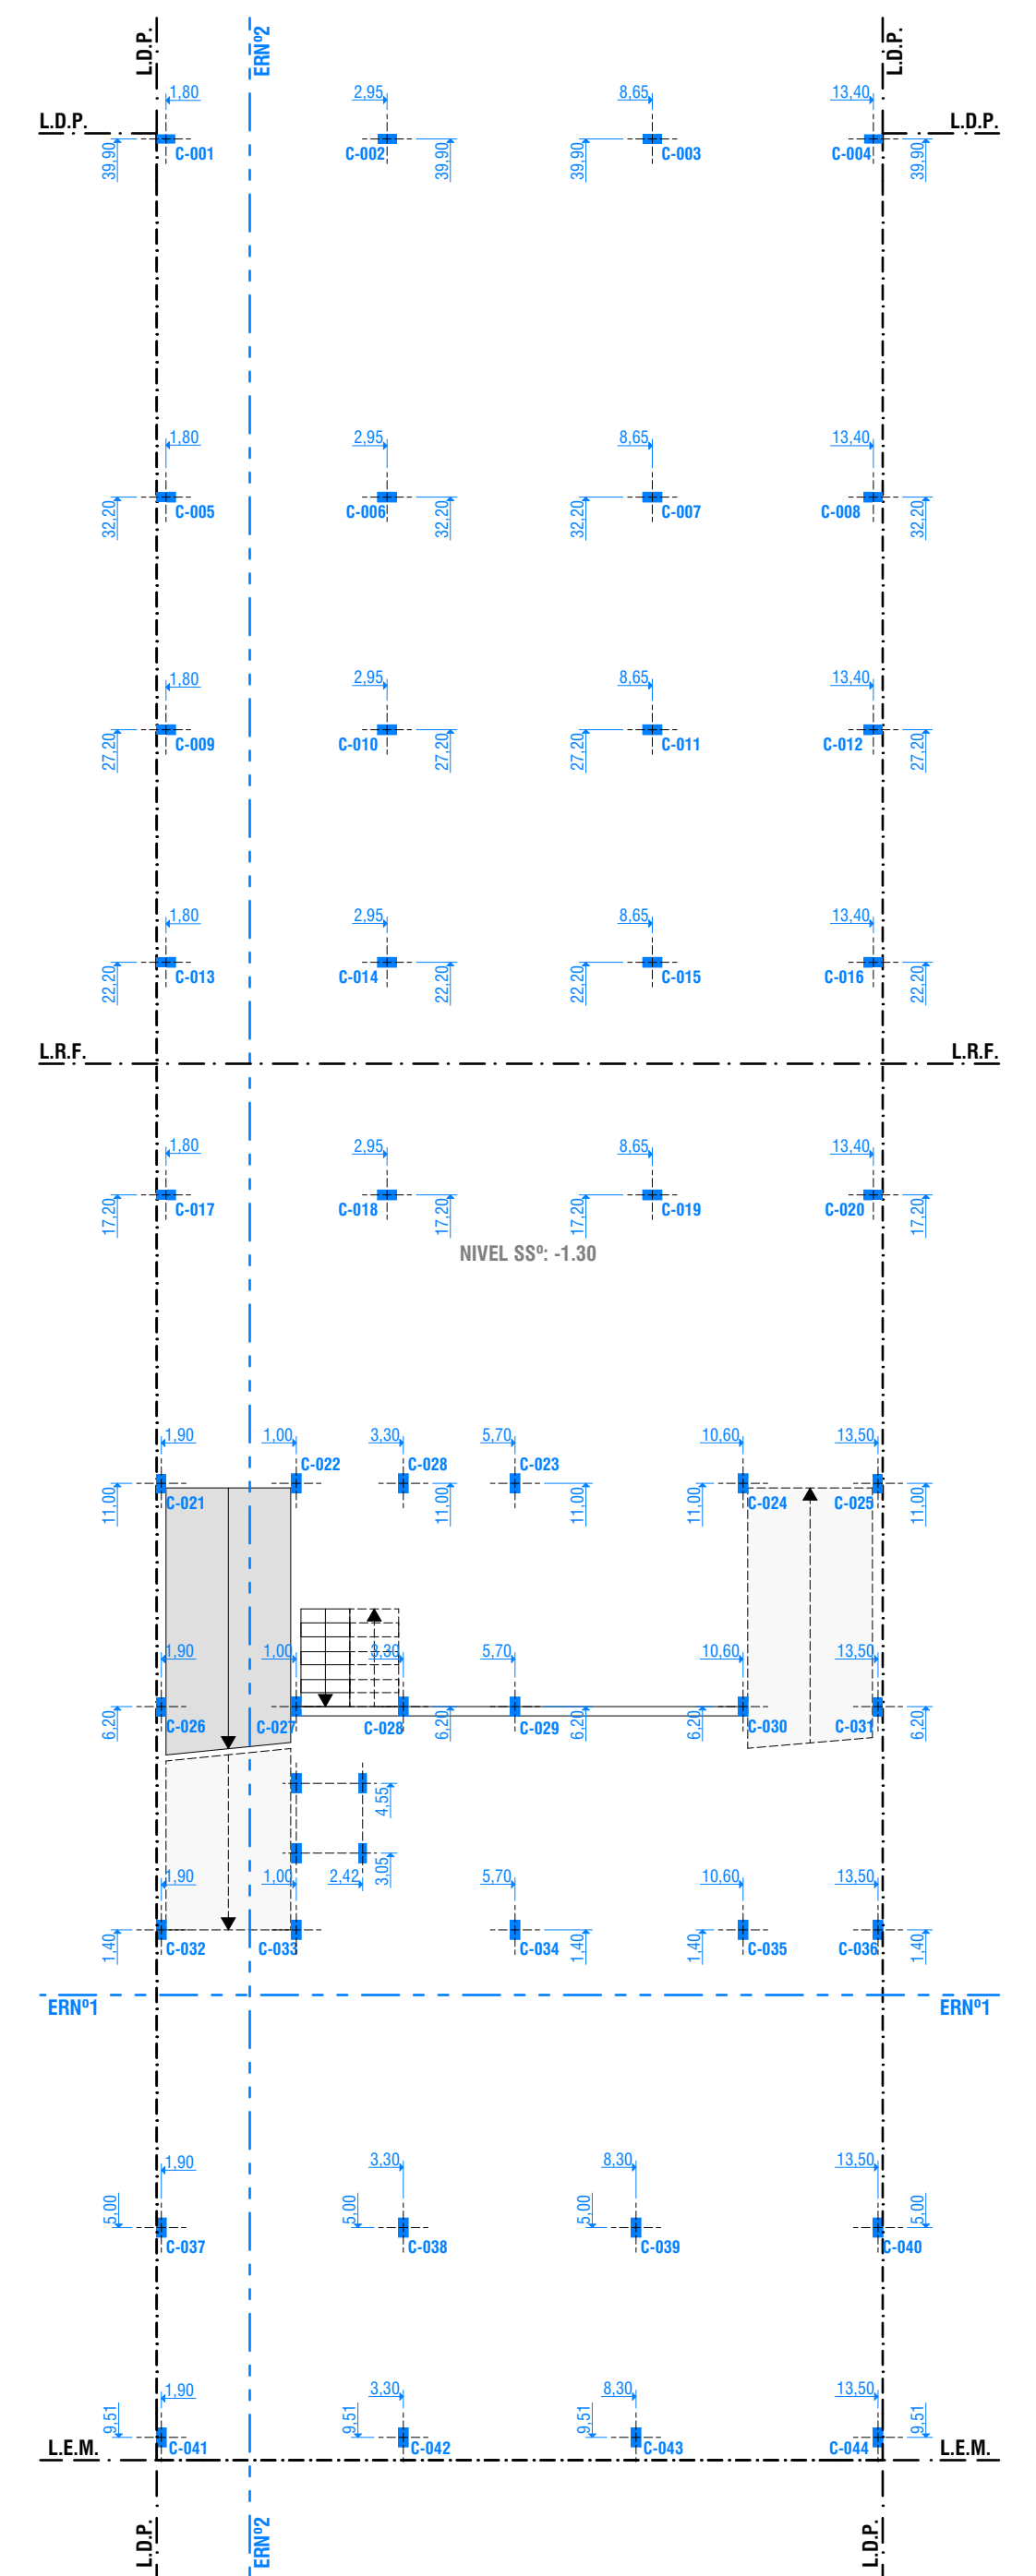 L.D.P.
ERNº2
L.D.P.
1,80
2,95
8,65
13,40
L.D.P.
L.D.P.
C-001
C-002
C-003
C-004
39,90
39,90
39,90
39,90
1,80
2,95
8,65
13,40
C-005
C-006
C-007
C-008
32,20
32,20
32,20
32,20
1,80
2,95
8,65
13,40
C-009
C-010
C-011
C-012
27,20
27,20
27,20
27,20
1,80
2,95
8,65
13,40
C-013
C-014
C-015
C-016
22,20
22,20
22,20
22,20
L.R.F.
L.R.F.
1,80
2,95
8,65
13,40
C-017
C-018
C-019
C-020
17,20
17,20
17,20
17,20
NIVEL SSº: -1.30
1,90
1,00
3,30
5,70
10,60
13,50
C-022
C-028
C-023
C-021
C-024
C-025
11,00
11,00
11,00
11,00
11,00
1,90
1,00
3,30
5,70
10,60
13,50
C-026
C-027
C-028
C-029
C-030
C-031
6,20
6,20
6,20
6,20
6,20
4,55
3,05
1,90
1,00
2,42
5,70
10,60
13,50
C-032
C-033
C-034
C-035
C-036
1,40
1,40
1,40
1,40
ERNº1
ERNº1
1,90
3,30
8,30
13,50
5,00
5,00
5,00
5,00
C-037
C-038
C-039
C-040
1,90
3,30
8,30
13,50
9,51
9,51
9,51
9,51
L.E.M.
C-041
C-042
C-043
C-044
L.E.M.
L.D.P.
ERNº2
L.D.P.